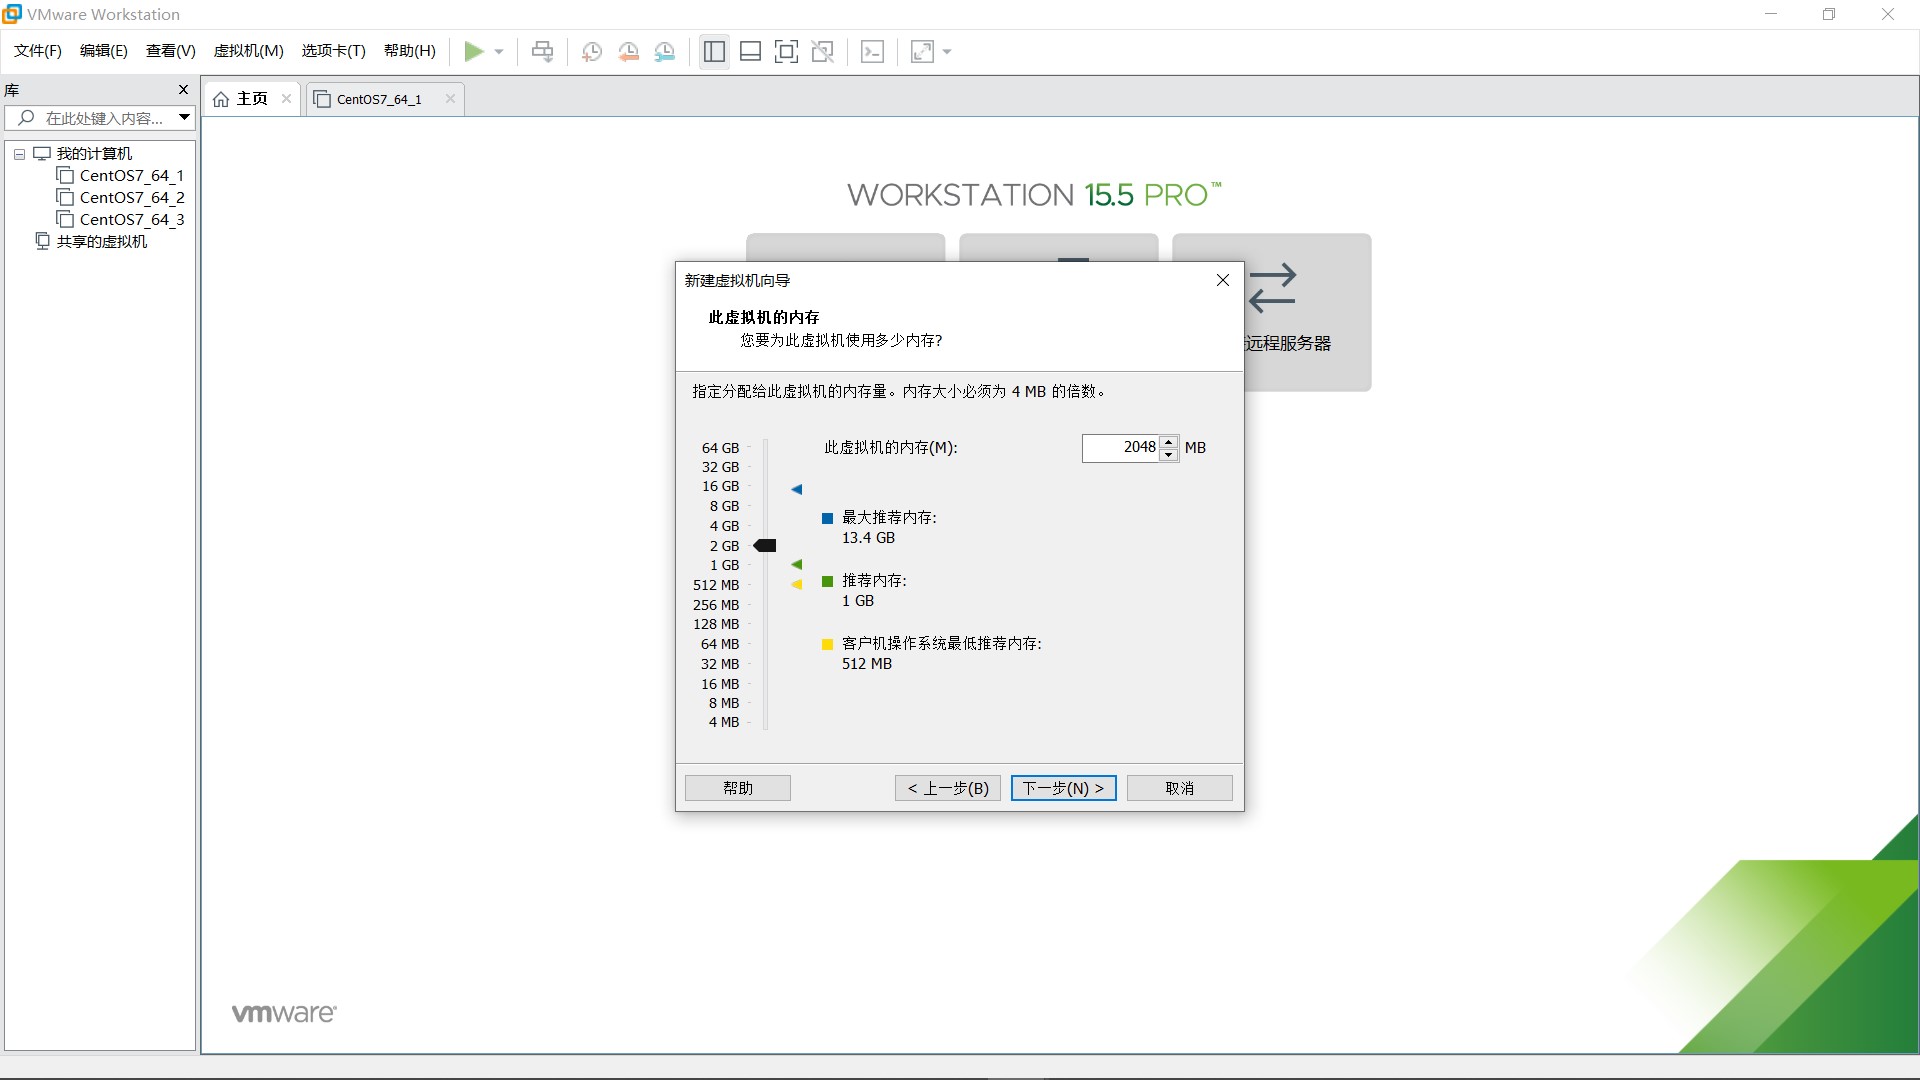 VMware Workstation
文件(F) 编辑(E) 查看(V) 虚拟机(M) 选项卡(T) 帮助(H)
库
主页
CentOS7_64_1
在此处键入内容...
我的计算机
CentOS7_64_1
CentOS7_64_2
CentOS7_64_3
共享的虚拟机
WORKSTATION 15.5 PRO™
远程服务器
新建虚拟机向导
此虚拟机的内存
您要为此虚拟机使用多少内存?
指定分配给此虚拟机的内存量。内存大小必须为 4 MB 的倍数。
64 GB
32 GB
16 GB
8 GB
4 GB
2 GB
1 GB
512 MB
256 MB
128 MB
64 MB
32 MB
16 MB
8 MB
4 MB
此虚拟机的内存(M): 2048 MB
最大推荐内存:
13.4 GB
推荐内存:
1 GB
客户机操作系统最低推荐内存:
512 MB
帮助 < 上一步(B) 下一步(N) > 取消
vmware